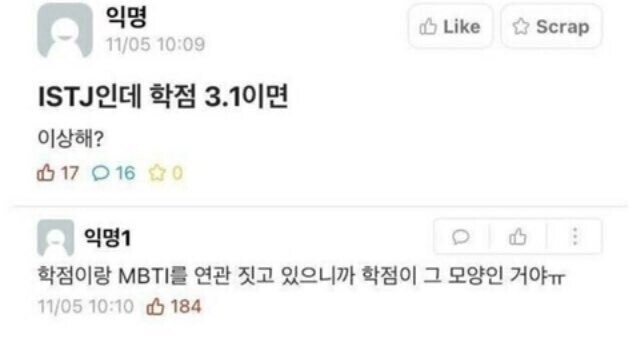 익명
11/05 10:09
Like
Scrap
ISTJ인데 학점 3.1이면
이상해?
17 16 0
익명1
학점이랑 MBTI를 연관 짓고 있으니까 학점이 그 모양인 거야ㅠ
11/05 10:10 184